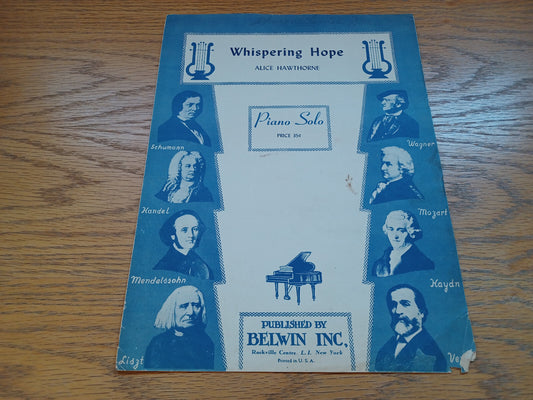 Whispering Hope
ALICE HAWTHORNE
Piano Solo
PRICE 35¢
Schumann
Wagner
Handel
Mozart
Mendelssohn
Haydn
Liszt
Ve
PUBLISHED BY
BELWIN INC,
Rockville Centre, L. I. New York
Printed in U. S. A.